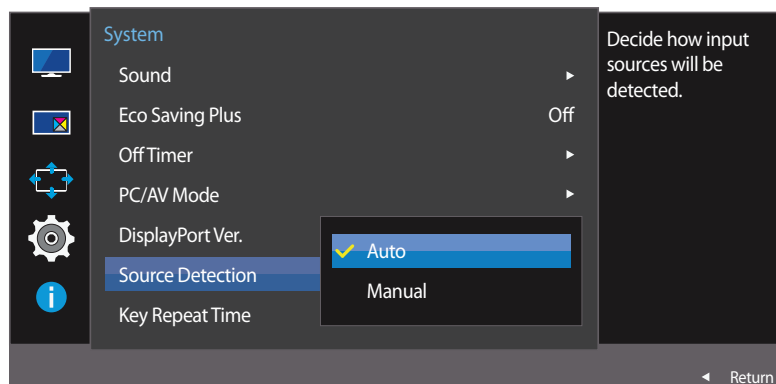 System
Sound
Eco Saving Plus Off
Off Timer
PC/AV Mode
DisplayPort Ver.
Source Detection
Key Repeat Time
Auto
Manual
Decide how input
sources will be
detected.
Return